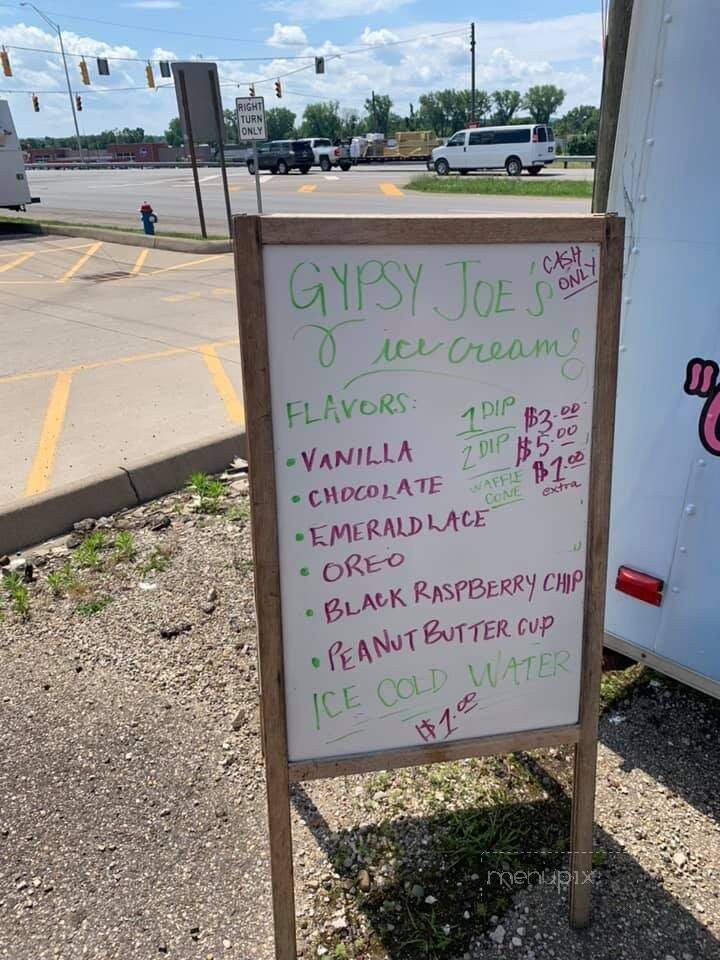 RIGHT
TURN
ONLY
GYPSY JOE'S
CASH
ONLY
ice cream!
FLAVORS:
1 DIP $3.00
2 DIP $5.00
WAFFLE
CONE $1.00
extra
• VANILLA
• CHOCOLATE
• EMERALD LACE
• OREO
• BLACK RASPBERRY CHIP
• PEANUT BUTTER CUP
ICE COLD WATER
$1.00
menupix